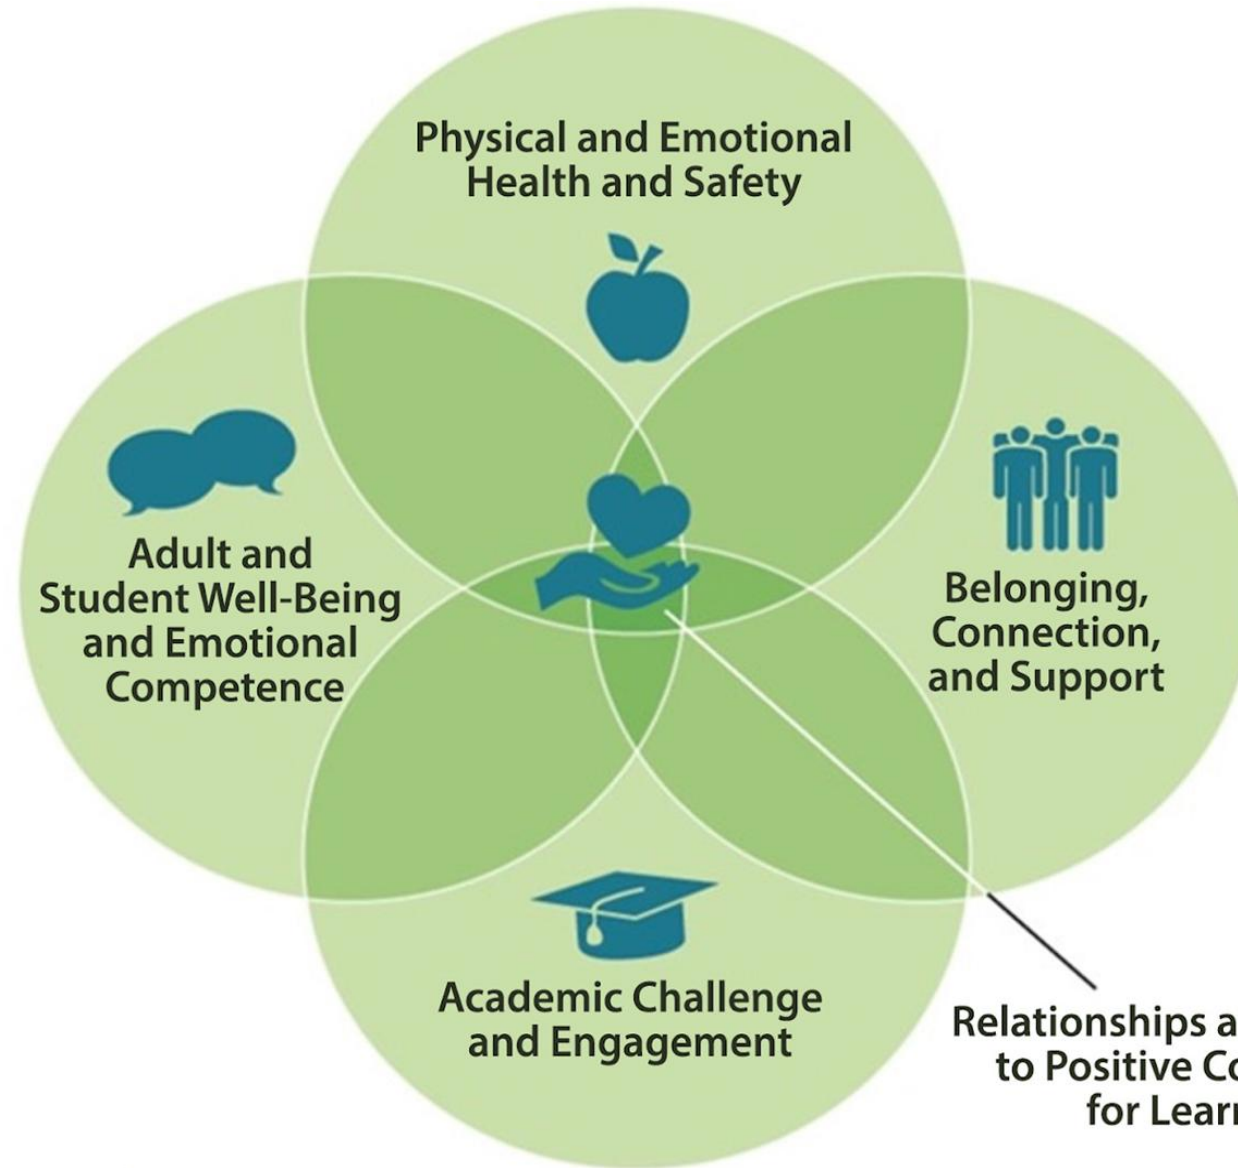 Physical and Emotional
Health and Safety
Adult and
Student Well-Being
and Emotional
Competence
Belonging,
Connection,
and Support
Academic Challenge
and Engagement
Relationships
to Positive
for